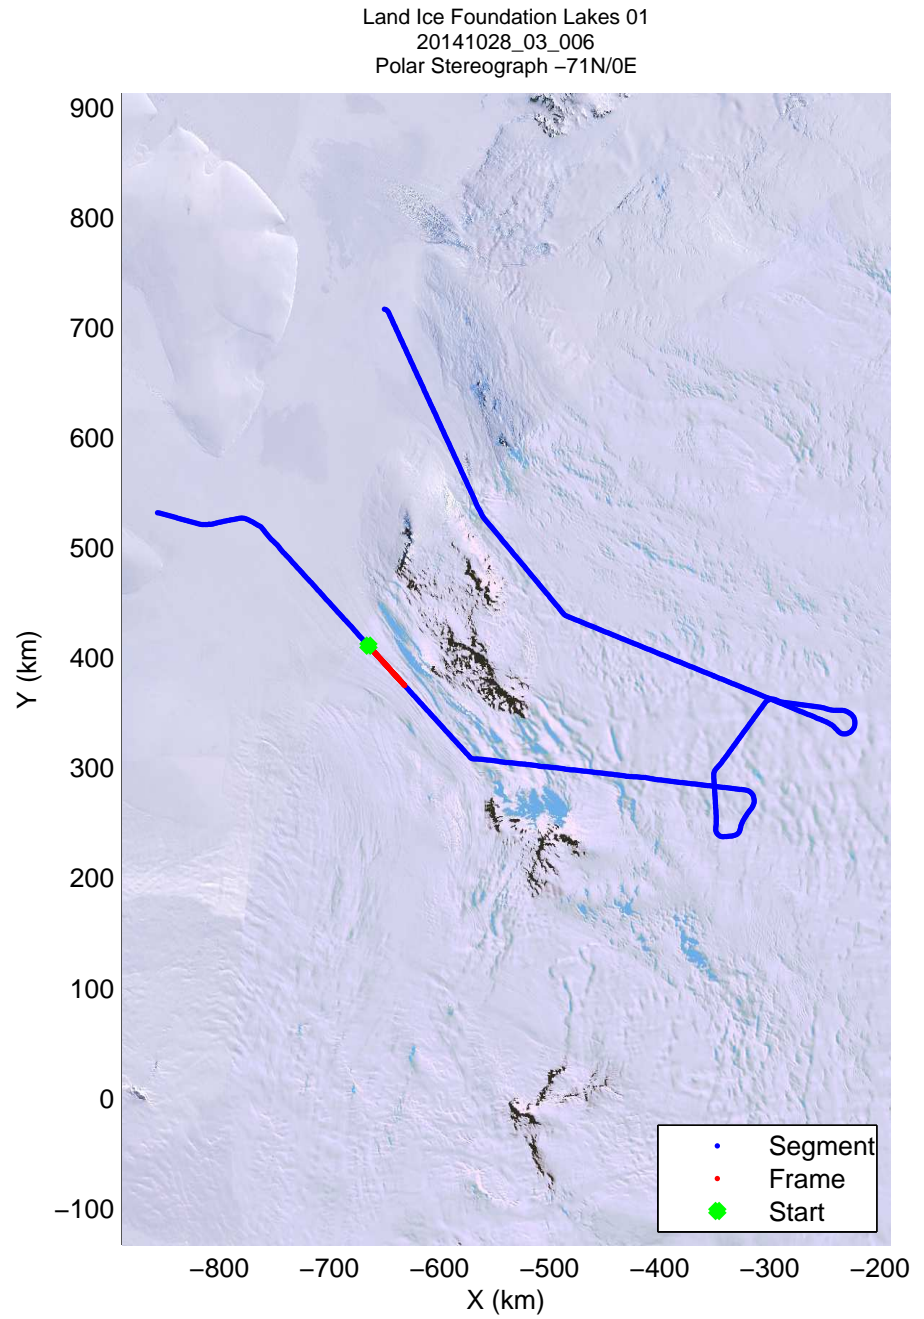 Land Ice Foundation Lakes 01
20141028_03_006
Polar Stereograph −71N/0E
900
800
700
600
500
400
300
200
100
0
−100
Y (km)
−800
−700
−600
−500
−400
−300
−200
X (km)
Segment
Frame
Start